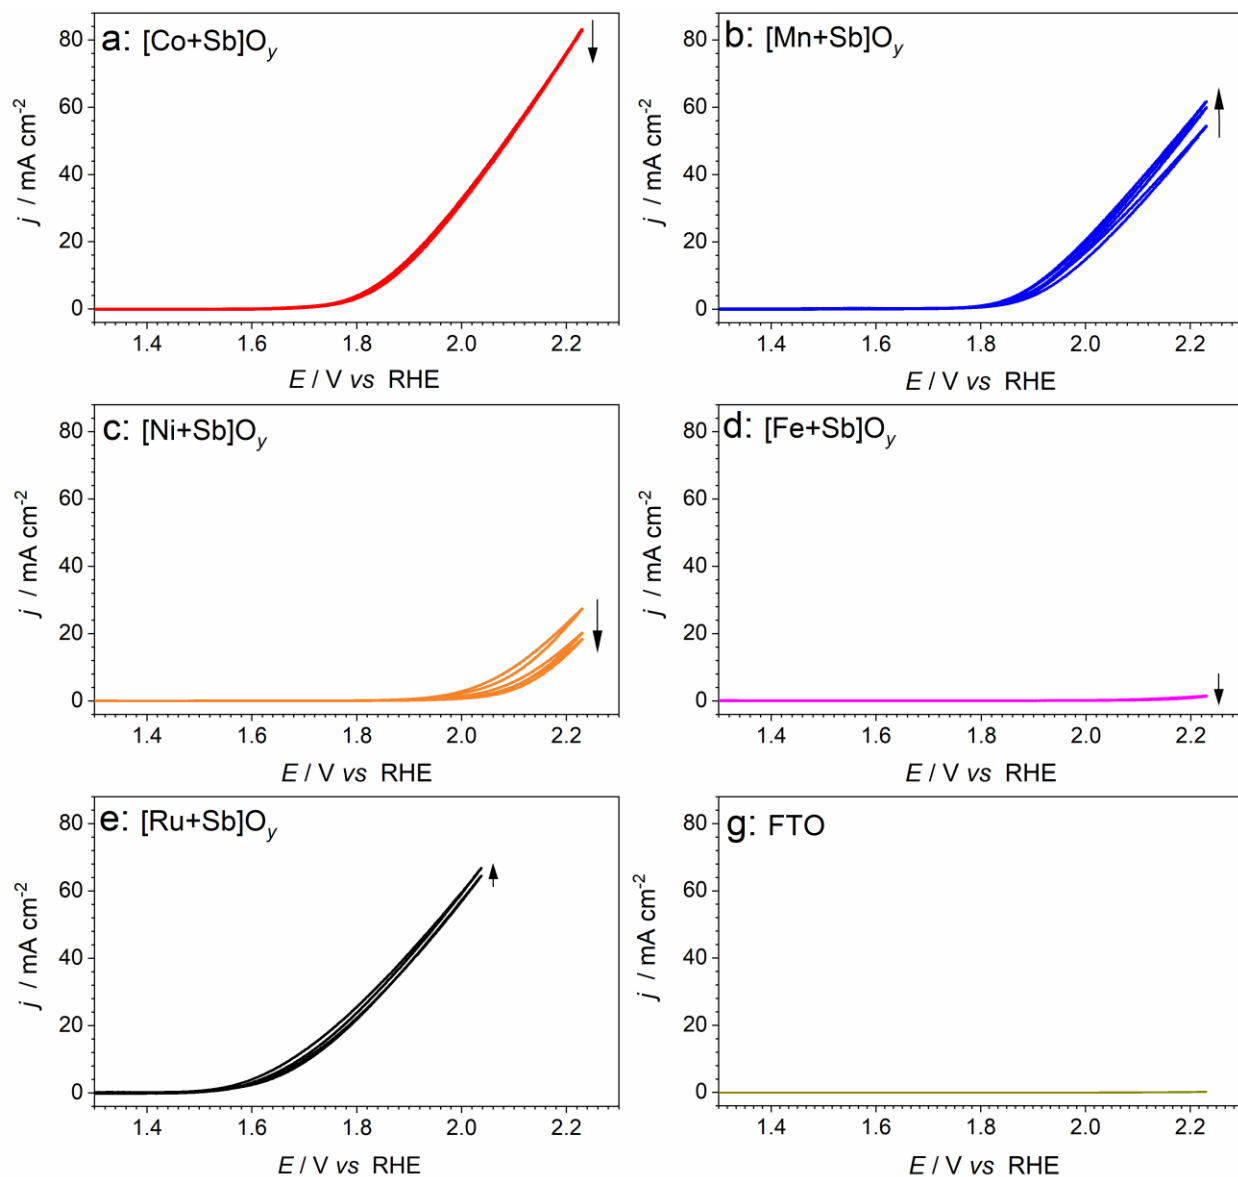 a: [Co+Sb]Oy
80
60
40
20
0
j / mA cm-2
1.4 1.6 1.8 2.0 2.2
E / V vs RHE
b: [Mn+Sb]Oy
80
60
40
20
0
j / mA cm-2
1.4 1.6 1.8 2.0 2.2
E / V vs RHE
c: [Ni+Sb]Oy
80
60
40
20
0
j / mA cm-2
1.4 1.6 1.8 2.0 2.2
E / V vs RHE
d: [Fe+Sb]Oy
80
60
40
20
0
j / mA cm-2
1.4 1.6 1.8 2.0 2.2
E / V vs RHE
e: [Ru+Sb]Oy
80
60
40
20
0
j / mA cm-2
1.4 1.6 1.8 2.0 2.2
E / V vs RHE
g: FTO
80
60
40
20
0
j / mA cm-2
1.4 1.6 1.8 2.0 2.2
E / V vs RHE